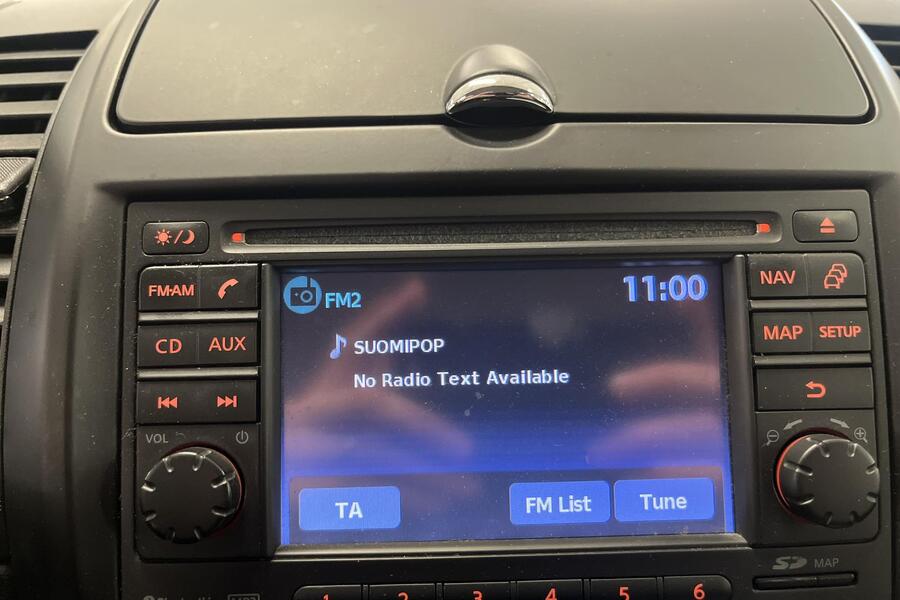 FM2
11:00
SUOMIPOP
No Radio Text Available
TA
FM List
Tune
FM·AM
CD
AUX
VOL
NAV
MAP
SETUP
SD MAP
1 2 3 4 5 6